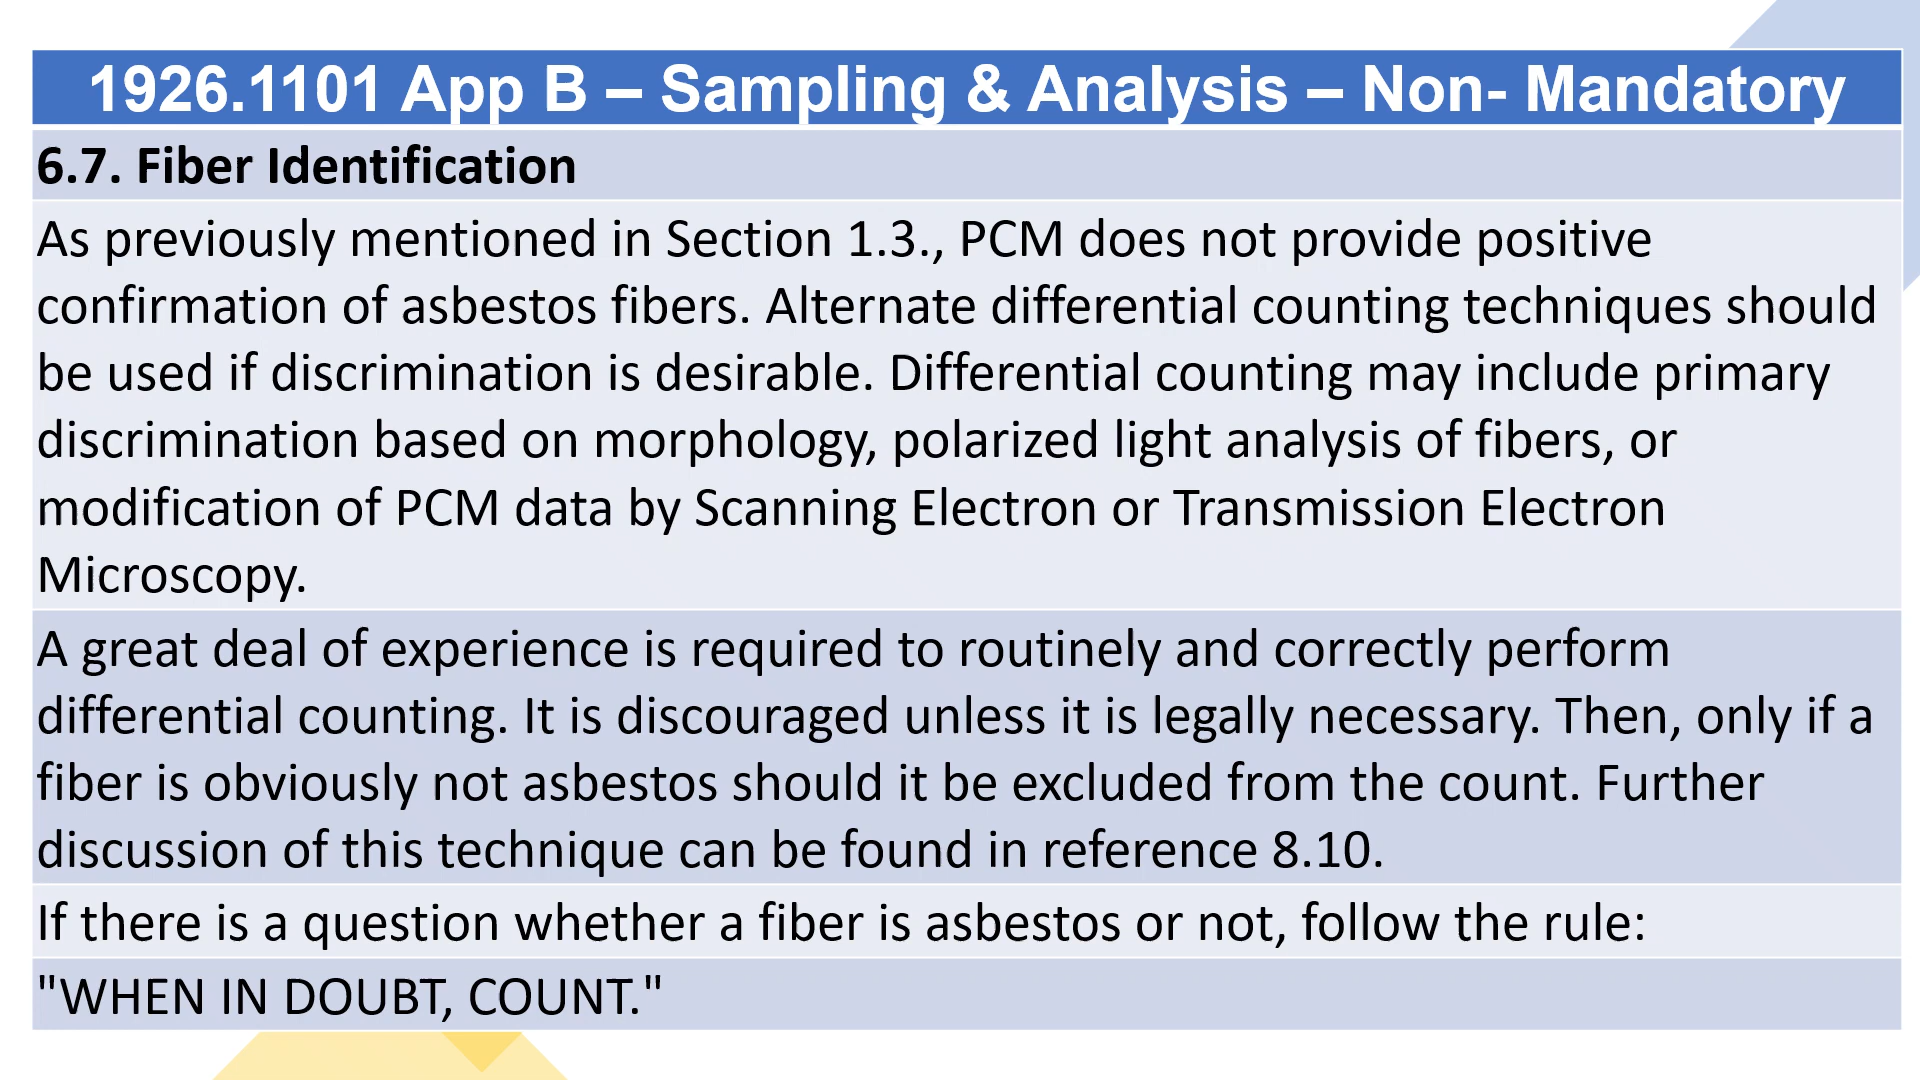 1926.1101 App B – Sampling & Analysis – Non- Mandatory
6.7. Fiber Identification
As previously mentioned in Section 1.3., PCM does not provide positive
confirmation of asbestos fibers. Alternate differential counting techniques should
be used if discrimination is desirable. Differential counting may include primary
discrimination based on morphology, polarized light analysis of fibers, or
modification of PCM data by Scanning Electron or Transmission Electron
Microscopy.
A great deal of experience is required to routinely and correctly perform
differential counting. It is discouraged unless it is legally necessary. Then, only if a
fiber is obviously not asbestos should it be excluded from the count. Further
discussion of this technique can be found in reference 8.10.
If there is a question whether a fiber is asbestos or not, follow the rule:
"WHEN IN DOUBT, COUNT."